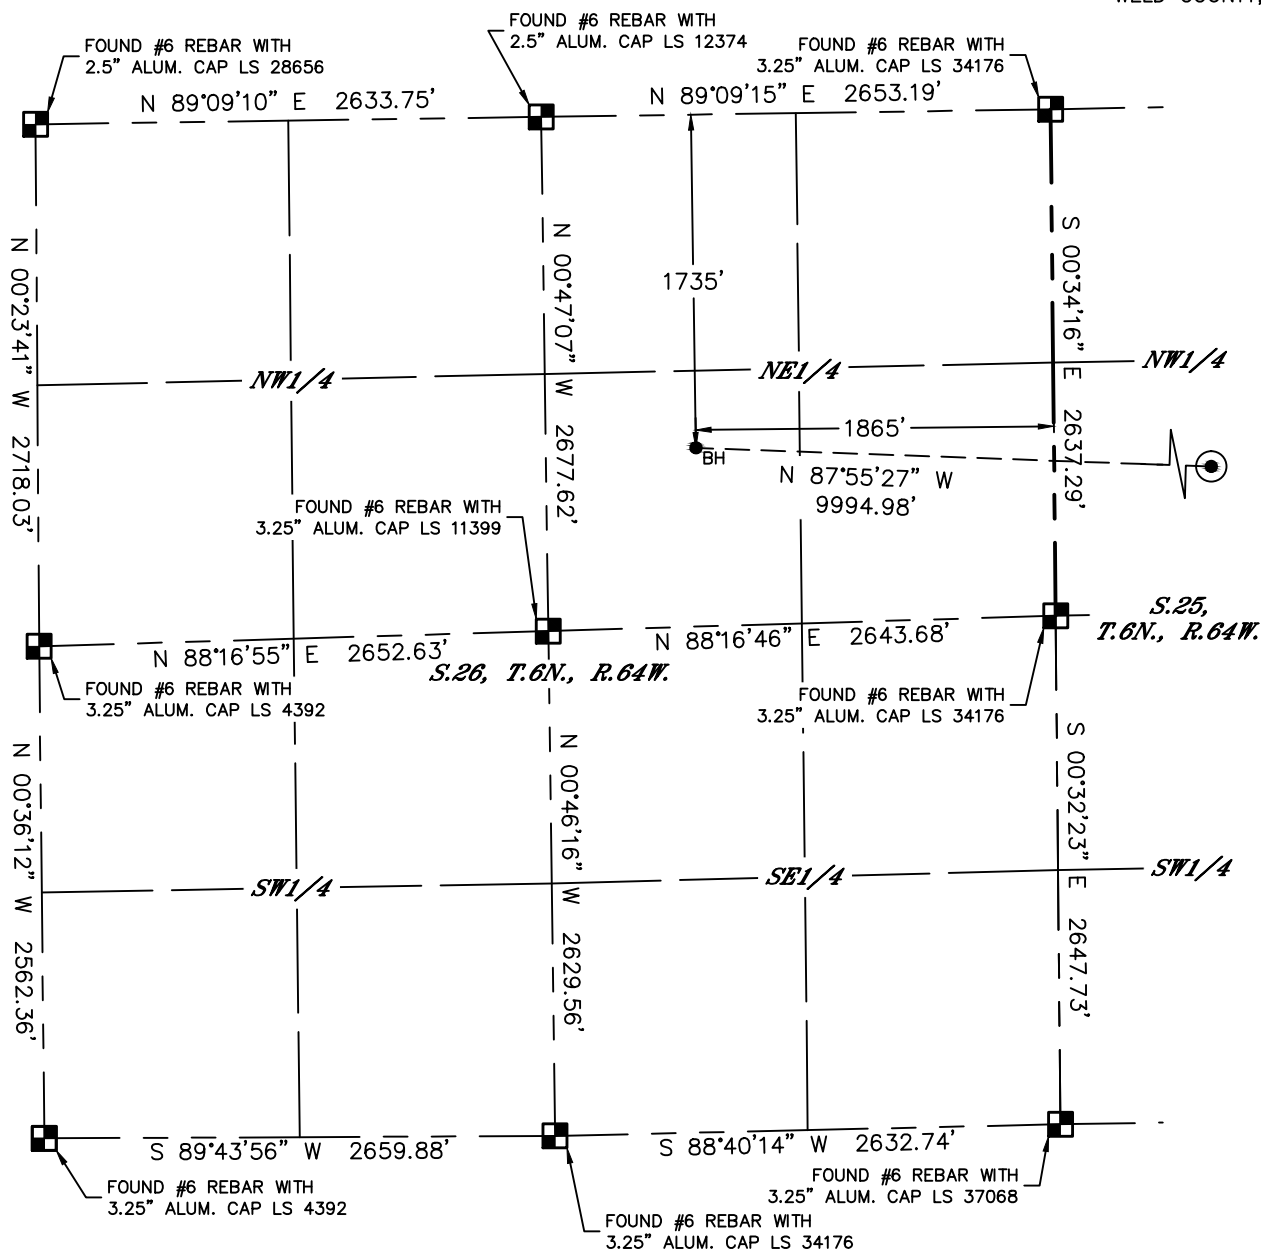 WELD COUNTY,
FOUND #6 REBAR WITH
2.5" ALUM. CAP LS 28656
FOUND #6 REBAR WITH
2.5" ALUM. CAP LS 12374
FOUND #6 REBAR WITH
3.25" ALUM. CAP LS 34176
N 89°09'10" E 2633.75'
N 89°09'15" E 2653.19'
N 00°23'41" W 2718.03'
N 00°47'07" W 2677.62'
S 00°34'16" E 2637.29'
1735'
NW1/4
NE1/4
NW1/4
1865'
BH
N 87°55'27" W
9994.98'
FOUND #6 REBAR WITH
3.25" ALUM. CAP LS 11399
S.25,
T.6N., R.64W.
N 88°16'55" E 2652.63'
N 88°16'46" E 2643.68'
S.26, T.6N., R.64W.
FOUND #6 REBAR WITH
3.25" ALUM. CAP LS 4392
FOUND #6 REBAR WITH
3.25" ALUM. CAP LS 34176
N 00°36'12" W 2562.36'
N 00°46'16" W 2629.56'
S 00°32'23" E 2647.73'
SW1/4
SE1/4
SW1/4
S 89°43'56" W 2659.88'
S 88°40'14" W 2632.74'
FOUND #6 REBAR WITH
3.25" ALUM. CAP LS 4392
FOUND #6 REBAR WITH
3.25" ALUM. CAP LS 37068
FOUND #6 REBAR WITH
3.25" ALUM. CAP LS 34176